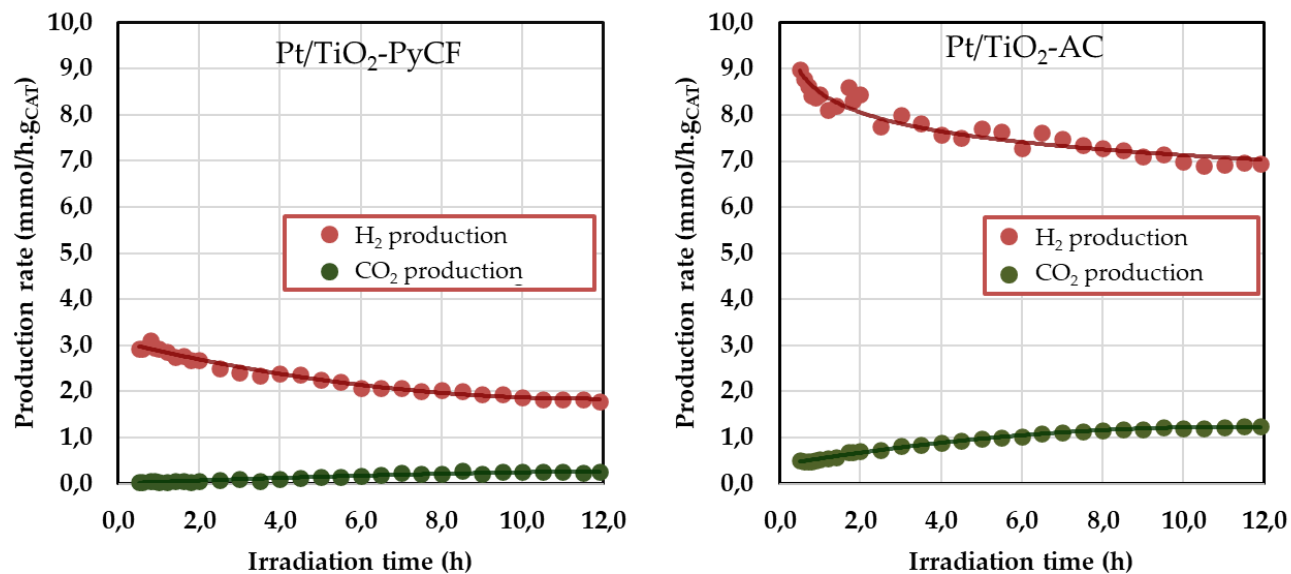 Pt/TiO₂-PyCF
Production rate (mmol/h.gCAT)
10,0
9,0
8,0
7,0
6,0
5,0
4,0
3,0
2,0
1,0
0,0
H₂ production
CO₂ production
0,0 2,0 4,0 6,0 8,0 10,0 12,0
Irradiation time (h)
Pt/TiO₂-AC
Production rate (mmol/h.gCAT)
10,0
9,0
8,0
7,0
6,0
5,0
4,0
3,0
2,0
1,0
0,0
H₂ production
CO₂ production
0,0 2,0 4,0 6,0 8,0 10,0 12,0
Irradiation time (h)